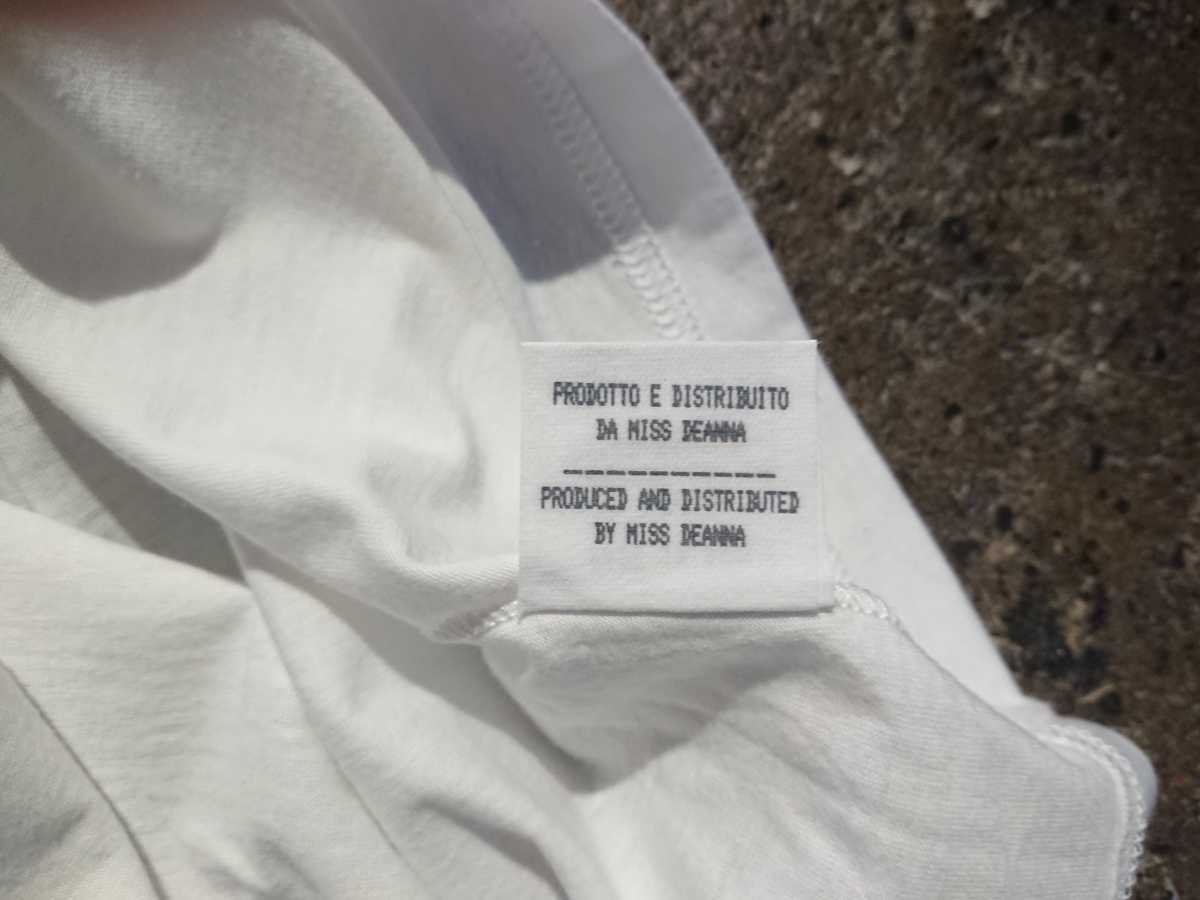 PRODOTTO E DISTRIBUITO
DA MISS DEANNA
PRODUCED AND DISTRIBUTED
BY MISS DEANNA